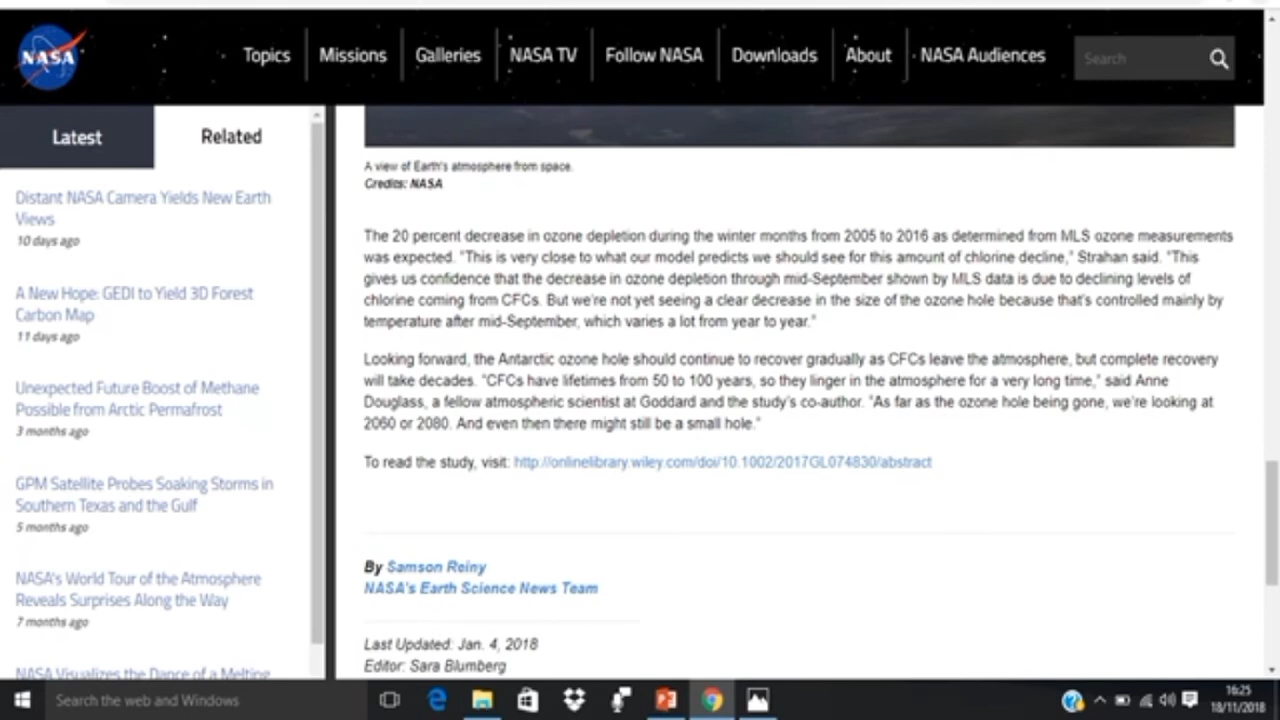 NASA
Topics
Missions
Galleries
NASA TV
Follow NASA
Downloads
About
NASA Audiences
Search
Latest
Related
Distant NASA Camera Yields New Earth
Views
10 days ago
A New Hope: GEDI to Yield 3D Forest
Carbon Map
11 days ago
Unexpected Future Boost of Methane
Possible from Arctic Permafrost
3 months ago
GPM Satellite Probes Soaking Storms in
Southern Texas and the Gulf
5 months ago
NASA's World Tour of the Atmosphere
Reveals Surprises Along the Way
7 months ago
NASA Visualizes the Dance of a Melting
A view of Earth's atmosphere from space.
Credits: NASA
The 20 percent decrease in ozone depletion during the winter months from 2005 to 2016 as determined from MLS ozone measurements
was expected. "This is very close to what our model predicts we should see for this amount of chlorine decline," Strahan said. "This
gives us confidence that the decrease in ozone depletion through mid-September shown by MLS data is due to declining levels of
chlorine coming from CFCs. But we're not yet seeing a clear decrease in the size of the ozone hole because that's controlled mainly by
temperature after mid-September, which varies a lot from year to year."
Looking forward, the Antarctic ozone hole should continue to recover gradually as CFCs leave the atmosphere, but complete recovery
will take decades. "CFCs have lifetimes from 50 to 100 years, so they linger in the atmosphere for a very long time," said Anne
Douglass, a fellow atmospheric scientist at Goddard and the study's co-author. "As far as the ozone hole being gone, we're looking at
2060 or 2080. And even then there might still be a small hole."
To read the study, visit: http://onlinelibrary.wiley.com/doi/10.1002/2017GL074830/abstract
By Samson Reiny
NASA's Earth Science News Team
Last Updated: Jan. 4, 2018
Editor: Sara Blumberg
Search the web and Windows
16:25
18/11/2018